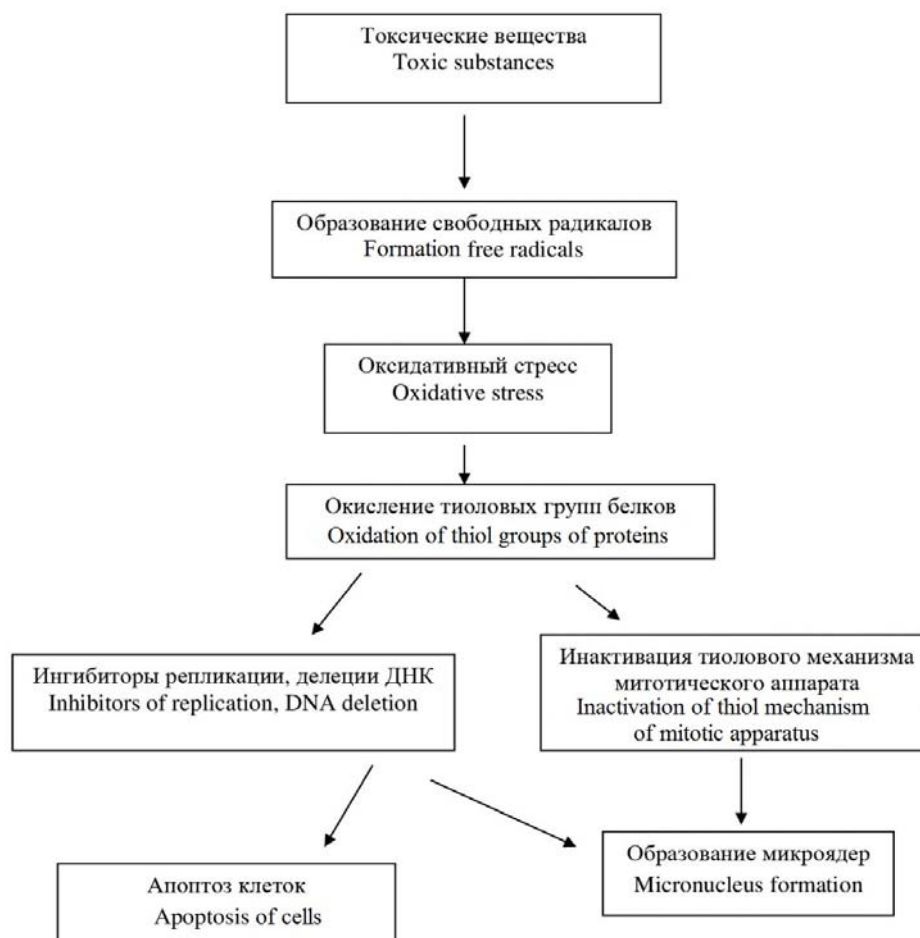 Токсические вещества
Toxic substances
Образование свободных радикалов
Formation free radicals
Оксидативный стресс
Oxidative stress
Окисление тиоловых групп белков
Oxidation of thiol groups of proteins
Ингибиторы репликации, делеции ДНК
Inhibitors of replication, DNA deletion
Инактивация тиолового механизма
митотического аппарата
Inactivation of thiol mechanism
of mitotic apparatus
Апоптоз клеток
Apoptosis of cells
Образование микроядер
Micronucleus formation